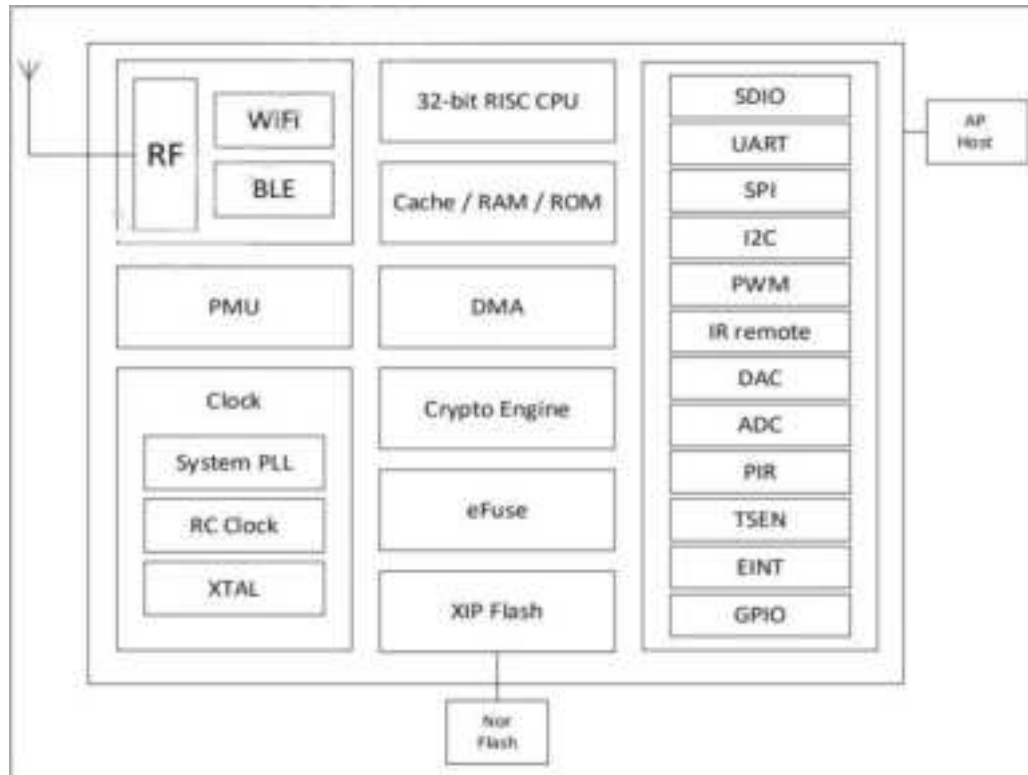 RF
WiFi
BLE
PMU
Clock
System PLL
RC Clock
XTAL
32-bit RISC CPU
Cache / RAM / ROM
DMA
Crypto Engine
eFuse
XIP Flash
SDIO
UART
SPI
I2C
PWM
IR remote
DAC
ADC
PIR
TSEN
EINT
GPIO
AP
Host
Nor
Flash